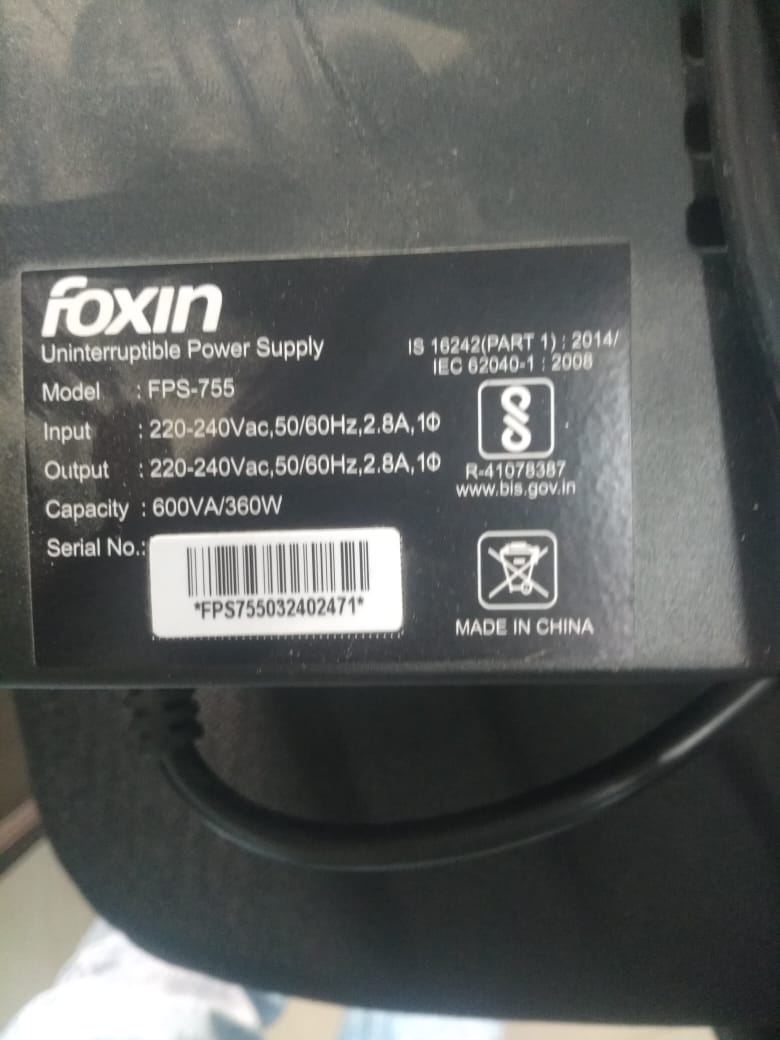 foxin
Uninterruptible Power Supply
IS 16242(PART 1) : 2014/
IEC 62040-1 : 2008
Model : FPS-755
Input : 220-240Vac,50/60Hz,2.8A,1Φ
Output : 220-240Vac,50/60Hz,2.8A,1Φ
R-41078387
www.bis.gov.in
Capacity : 600VA/360W
Serial No.:
*FPS755032402471*
MADE IN CHINA